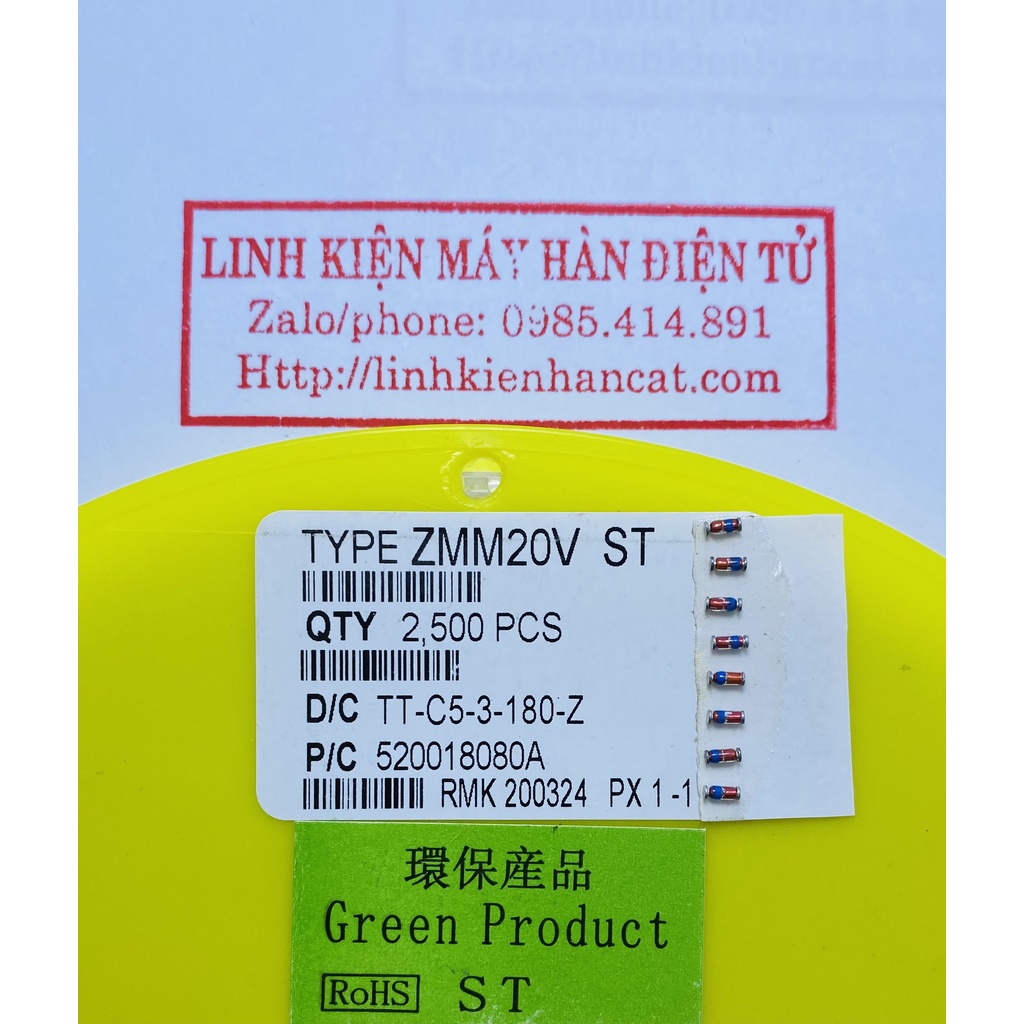 LINH KIỆN MÁY HÀN ĐIỆN TỬ
Zalo/phone: 0985.414.891
Http://linhkienhancat.com
TYPE ZMM20V ST
QTY 2,500 PCS
D/C TT-C5-3-180-Z
P/C 520018080A
RMK 200324 PX 1 -1
環保産品
Green Product
RoHS ST